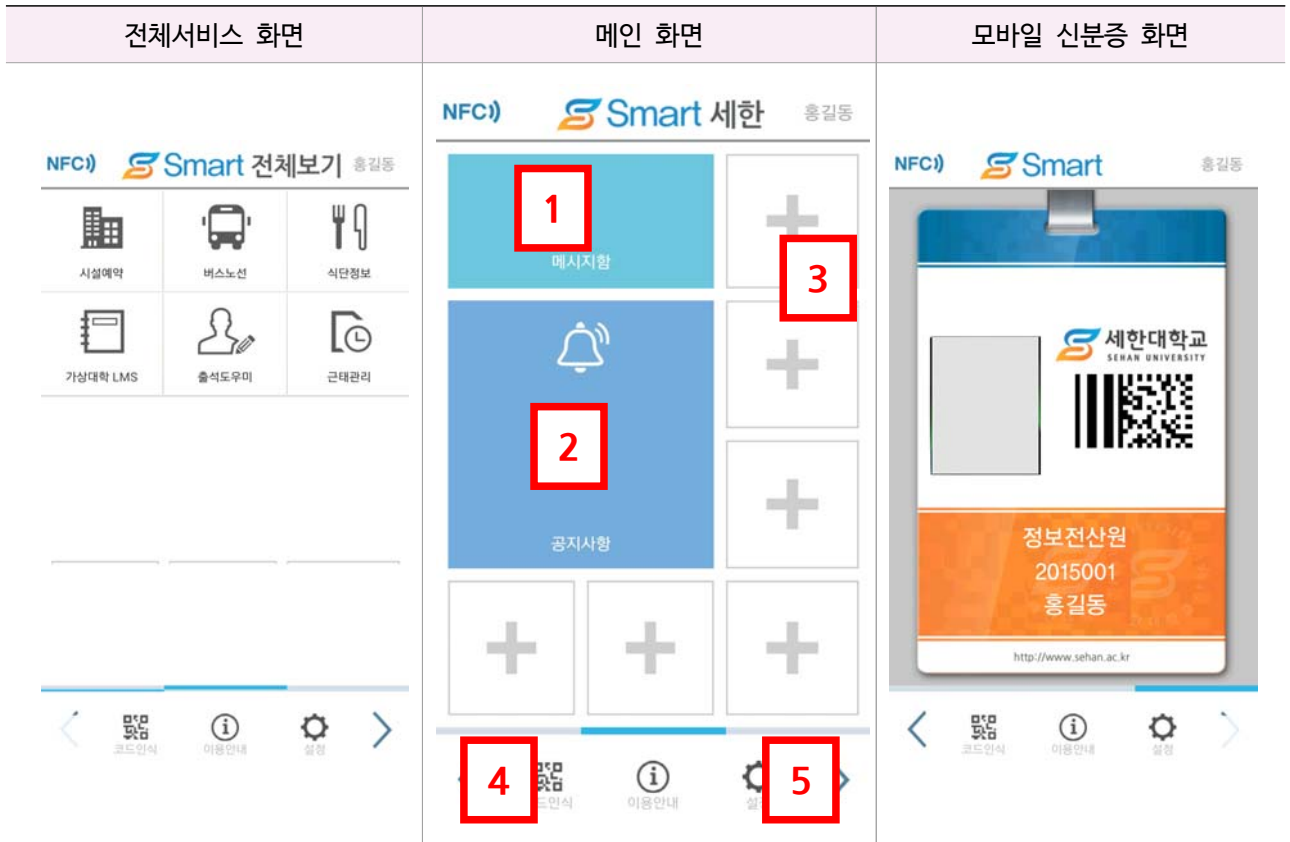 전체서비스 화면
메인 화면
모바일 신분증 화면
NFC
Smart 전체보기
홍길동
시설예약
버스노선
식단정보
가상대학 LMS
출석도우미
근태관리
코드인식
이용안내
설정
NFC
Smart 세한
홍길동
1
메시지함
3
2
공지사항
4
드인식
이용안내
5
NFC
Smart
홍길동
세한대학교
SEHAN UNIVERSITY
정보전산원
2015001
홍길동
http://www.sehan.ac.kr
코드인식
이용안내
설정